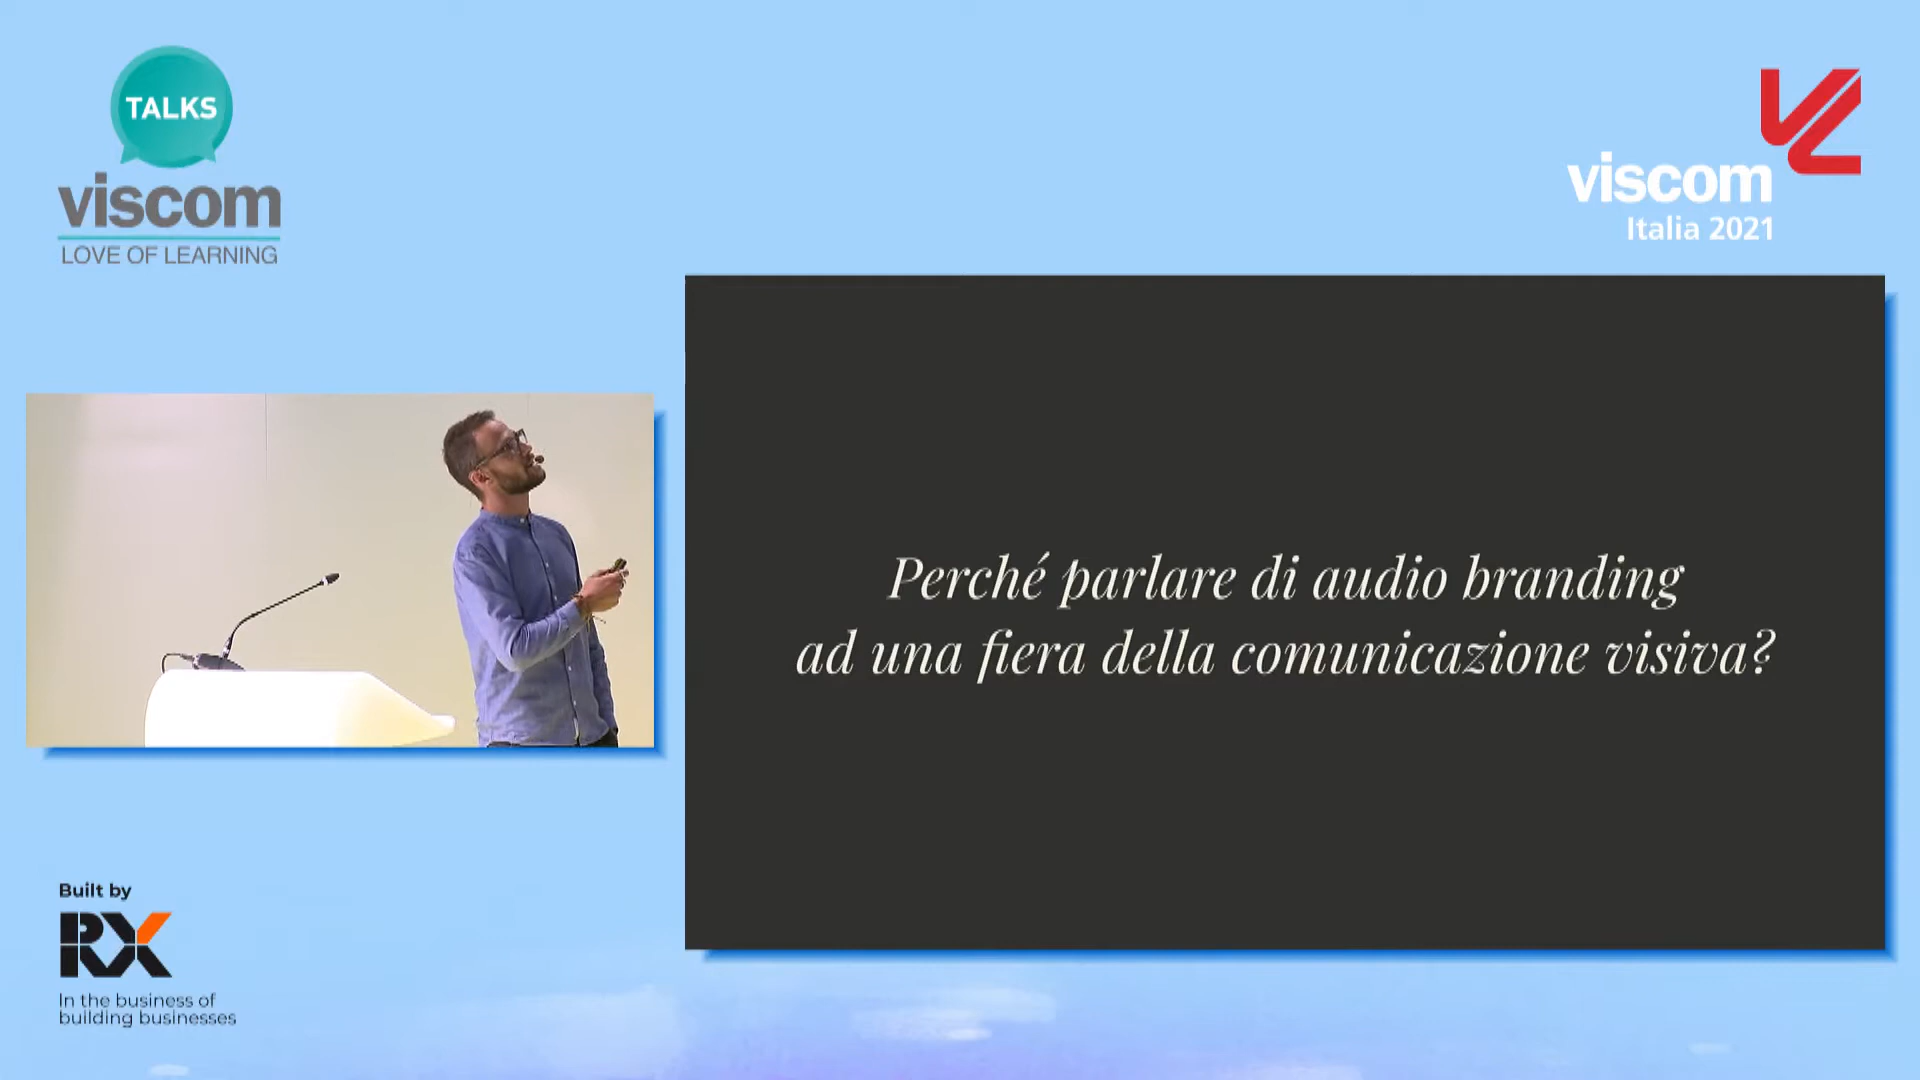 TALKS
viscom
LOVE OF LEARNING
viscom
Italia 2021
Perché parlare di audio branding
ad una fiera della comunicazione visiva?
Built by
RX
In the business of
building businesses